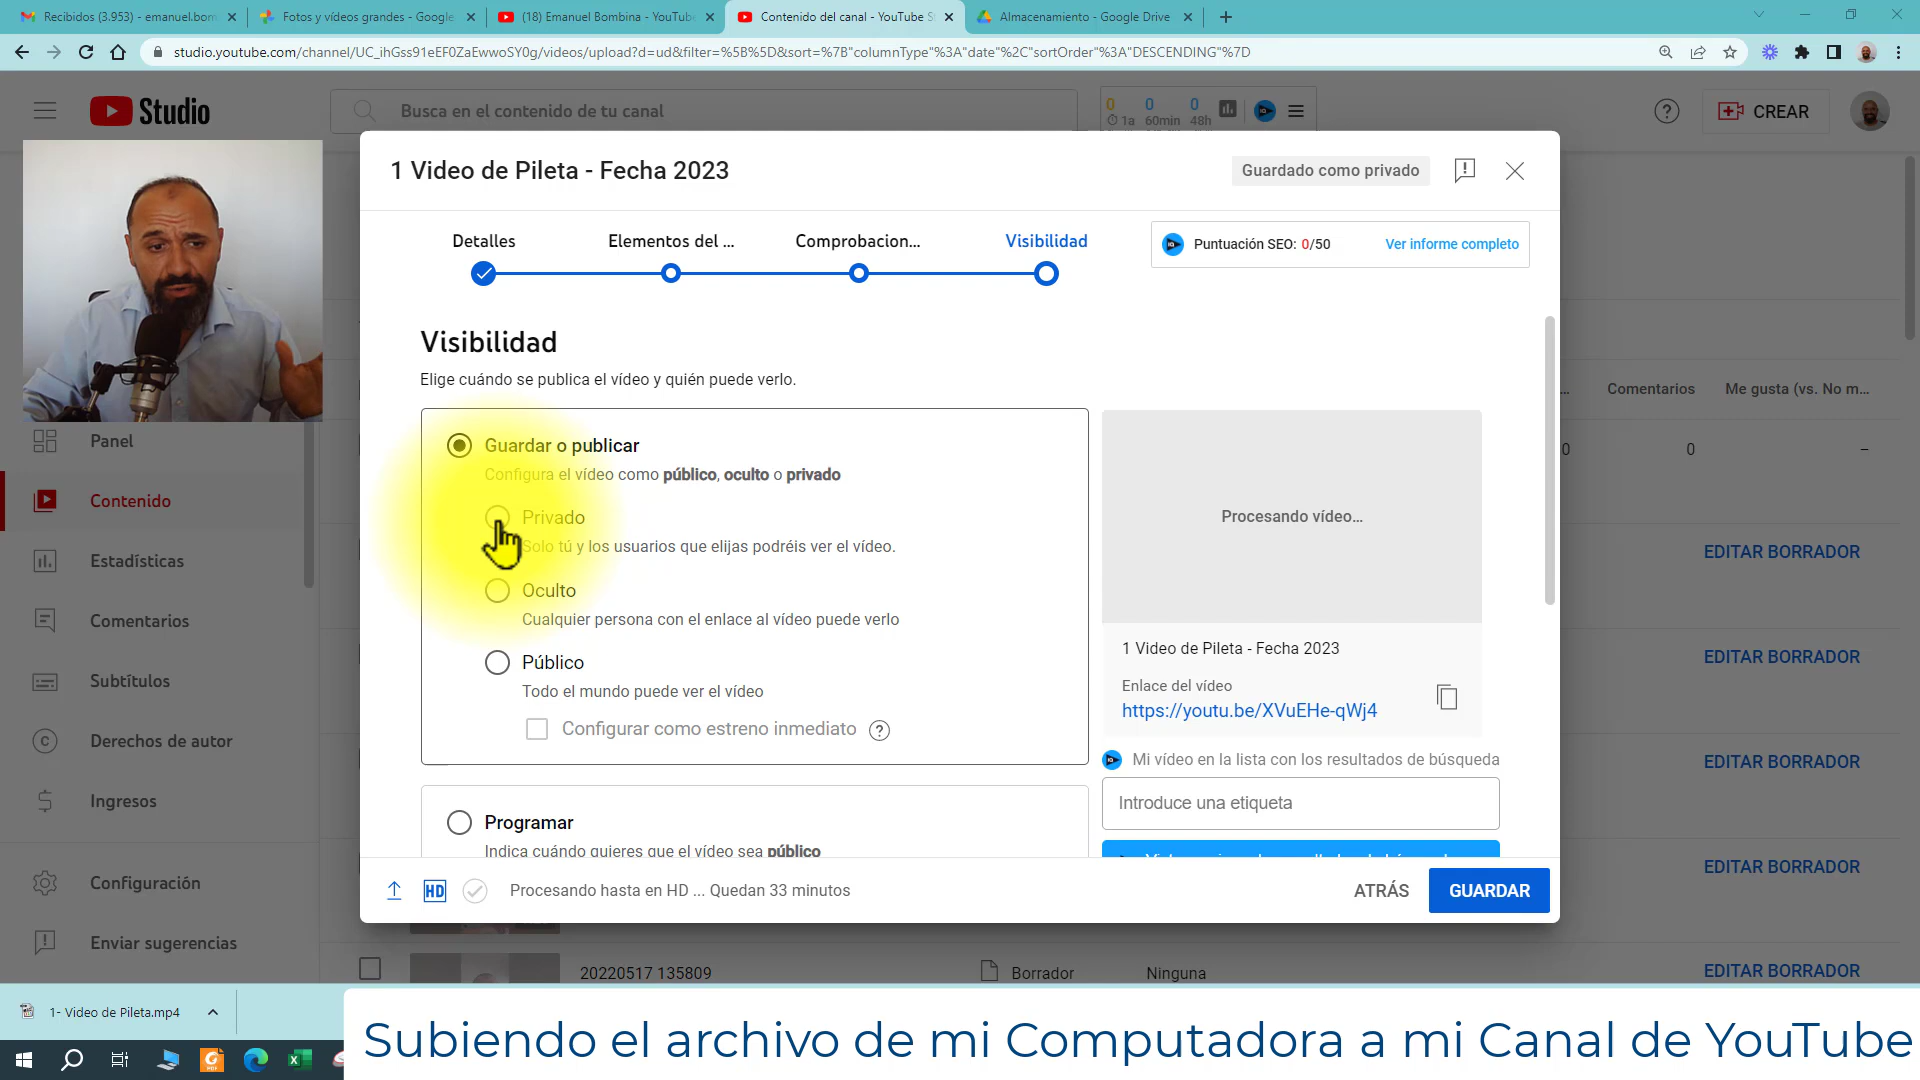 Recibidos (3.953) - emanuel.bom
Fotos y vídeos grandes - Google
(18) Emanuel Bombina - YouTube
Contenido del canal - YouTube S
Almacenamiento - Google Drive
studio.youtube.com/channel/UC_ihGss91eEF0ZaEwwoSY0g/videos/upload?d=ud&filter=%5B%5D&sort=%7B"columnType"%3A"date"%2C"sortOrder"%3A"DESCENDING"%7D
Studio
Busca en el contenido de tu canal
0 0 0
1a 60min 48h
CREAR
1 Video de Pileta - Fecha 2023
Guardado como privado
Detalles
Elementos del ...
Comprobacion...
Visibilidad
Puntuación SEO: 0/50
Ver informe completo
Visibilidad
Elige cuándo se publica el vídeo y quién puede verlo.
Guardar o publicar
Configura el vídeo como público, oculto o privado
Privado
Solo tú y los usuarios que elijas podréis ver el vídeo.
Oculto
Cualquier persona con el enlace al vídeo puede verlo
Público
Todo el mundo puede ver el vídeo
Configurar como estreno inmediato
Programar
Indica cuándo quieres que el vídeo sea público
Procesando vídeo...
1 Video de Pileta - Fecha 2023
Enlace del vídeo
https://youtu.be/XVuEHe-qWj4
Mi vídeo en la lista con los resultados de búsqueda
Introduce una etiqueta
HD
Procesando hasta en HD ... Quedan 33 minutos
ATRÁS
GUARDAR
Panel
Contenido
Estadísticas
Comentarios
Subtítulos
Derechos de autor
Ingresos
Configuración
Enviar sugerencias
Comentarios
Me gusta (vs. No m...
0
0
–
EDITAR BORRADOR
EDITAR BORRADOR
EDITAR BORRADOR
EDITAR BORRADOR
20220517 135809
Borrador
Ninguna
EDITAR BORRADOR
1- Video de Pileta.mp4
Subiendo el archivo de mi Computadora a mi Canal de YouTube